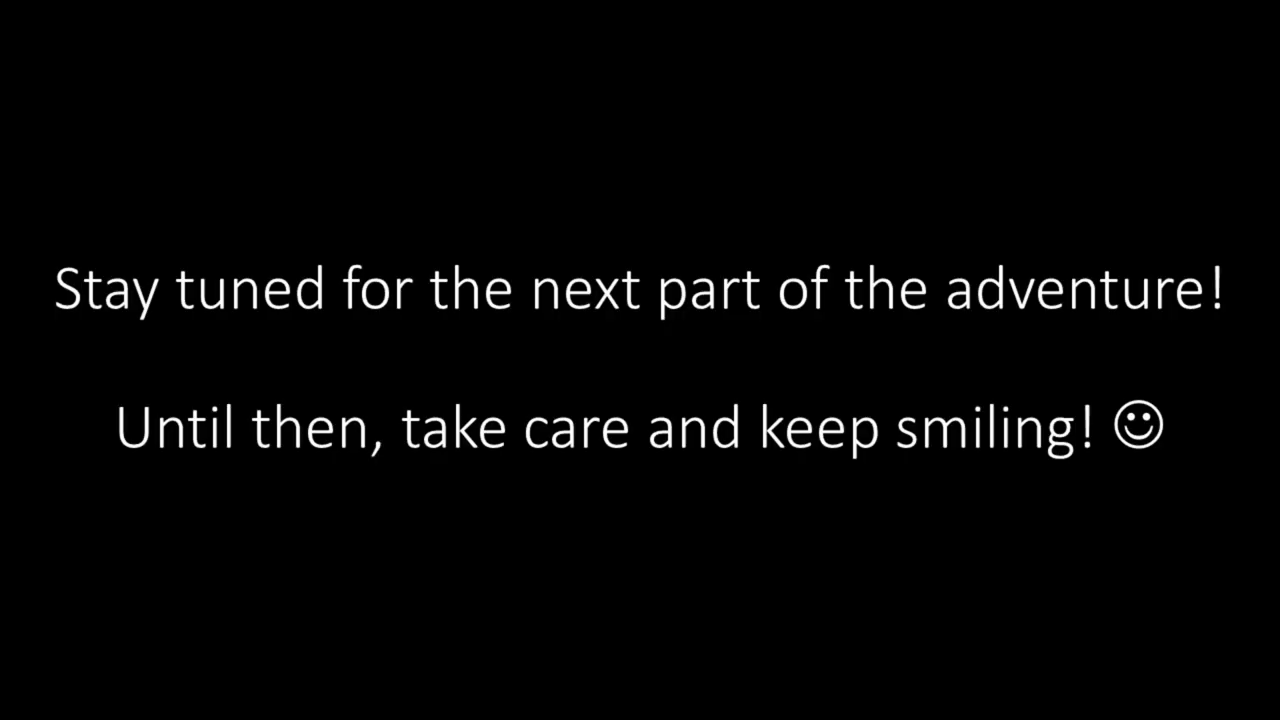 Stay tuned for the next part of the adventure!
Until then, take care and keep smiling! ☺